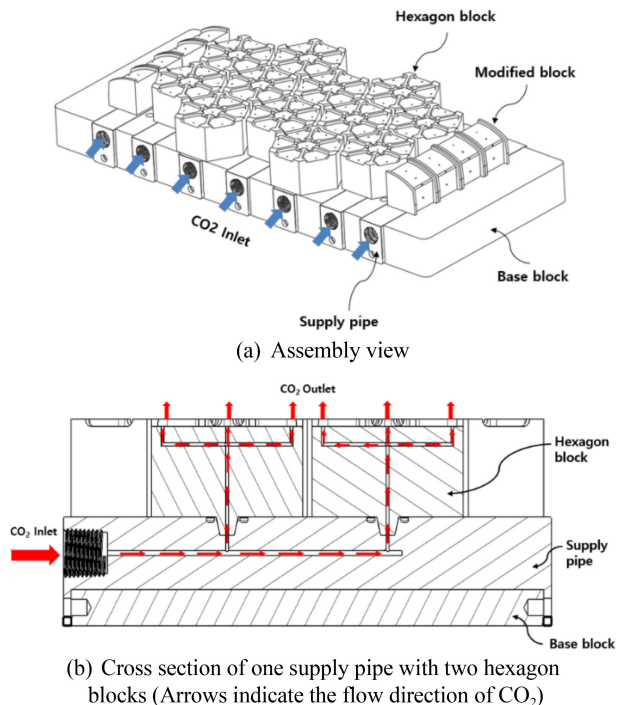 Hexagon block
Modified block
CO2 Inlet
Base block
Supply pipe
(a) Assembly view
CO₂ Outlet
Hexagon
block
CO₂ Inlet
Supply
pipe
Base block
(b) Cross section of one supply pipe with two hexagon
blocks (Arrows indicate the flow direction of CO₂)